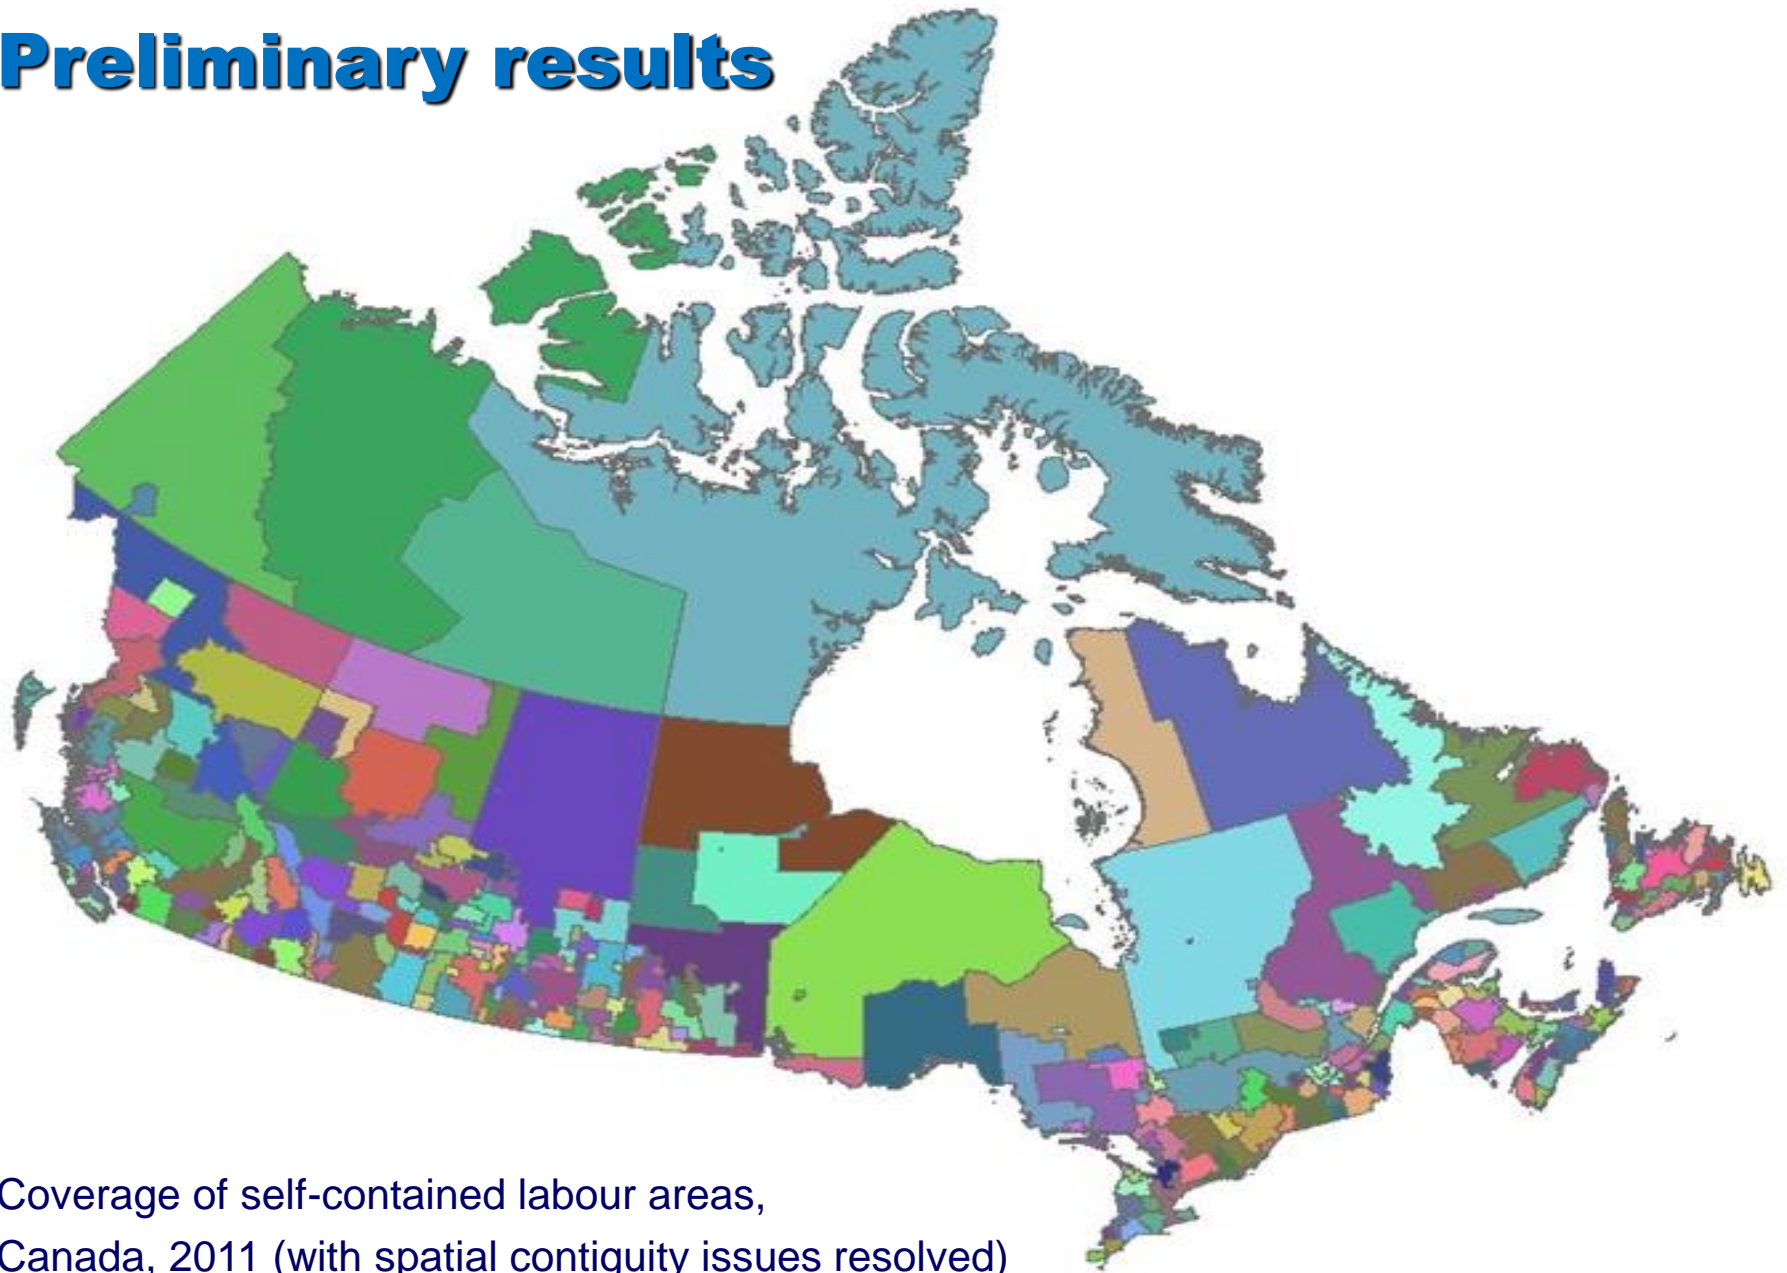 Preliminary results
Coverage of self-contained labour areas,
Canada, 2011 (with spatial contiguity issues resolved)